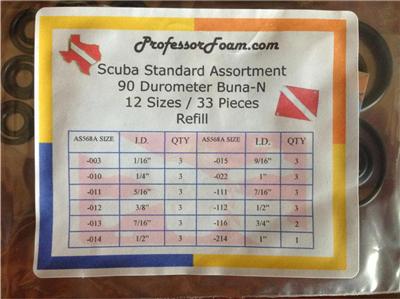 ProfessorFoam.com
Scuba Standard Assortment
90 Durometer Buna-N
12 Sizes / 33 Pieces
Refill
AS568A SIZE I.D. QTY AS568A SIZE I.D. QTY
-003 1/16" 3 -015 9/16" 3
-010 1/4" 3 -022 1" 3
-011 5/16" 3 -111 7/16" 3
-012 3/8" 3 -112 1/2" 3
-013 7/16" 3 -116 3/4" 2
-014 1/2" 3 -214 1" 1